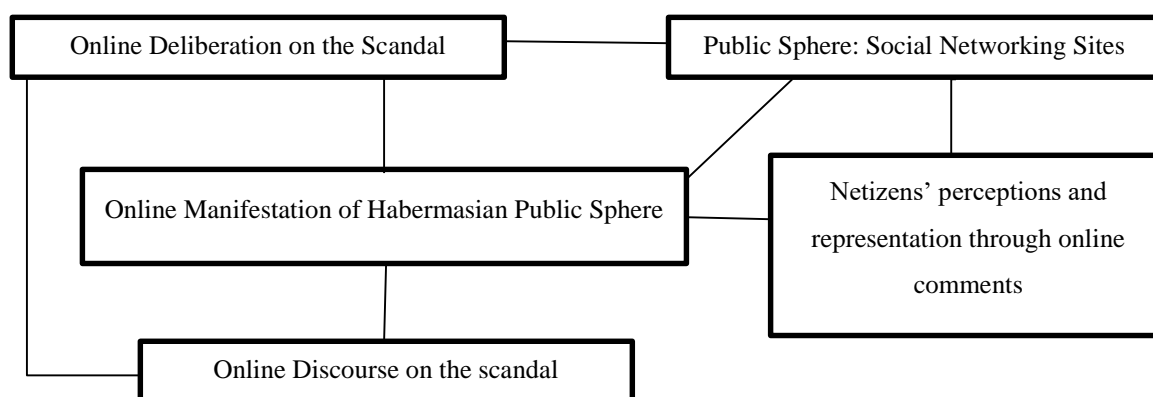 Online Deliberation on the Scandal
Public Sphere: Social Networking Sites
Online Manifestation of Habermasian Public Sphere
Netizens’ perceptions and
representation through online
comments
Online Discourse on the scandal